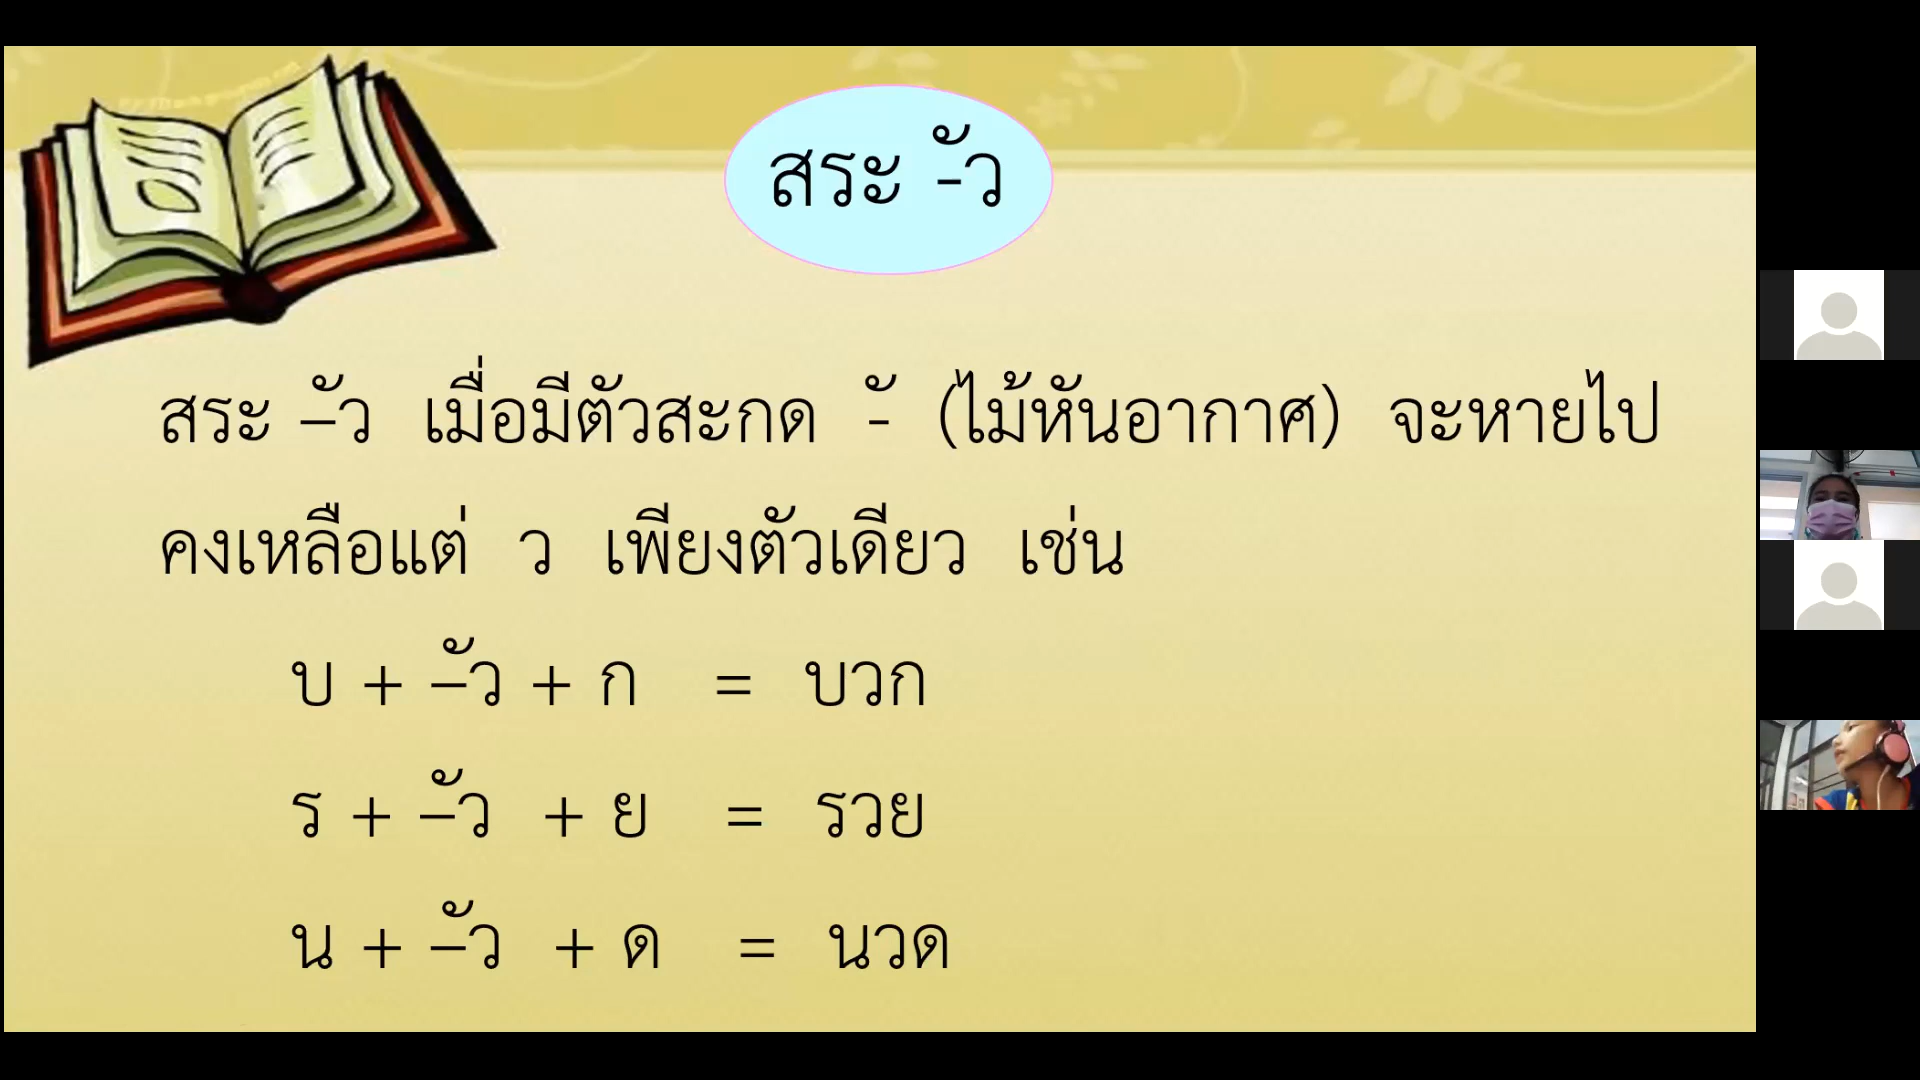 สระ -ัว
สระ –ัว เมื่อมีตัวสะกด -ั (ไม้หันอากาศ) จะหายไป
คงเหลือแต่ ว เพียงตัวเดียว เช่น
บ + –ัว + ก = บวก
ร + –ัว + ย = รวย
น + –ัว + ด = นวด